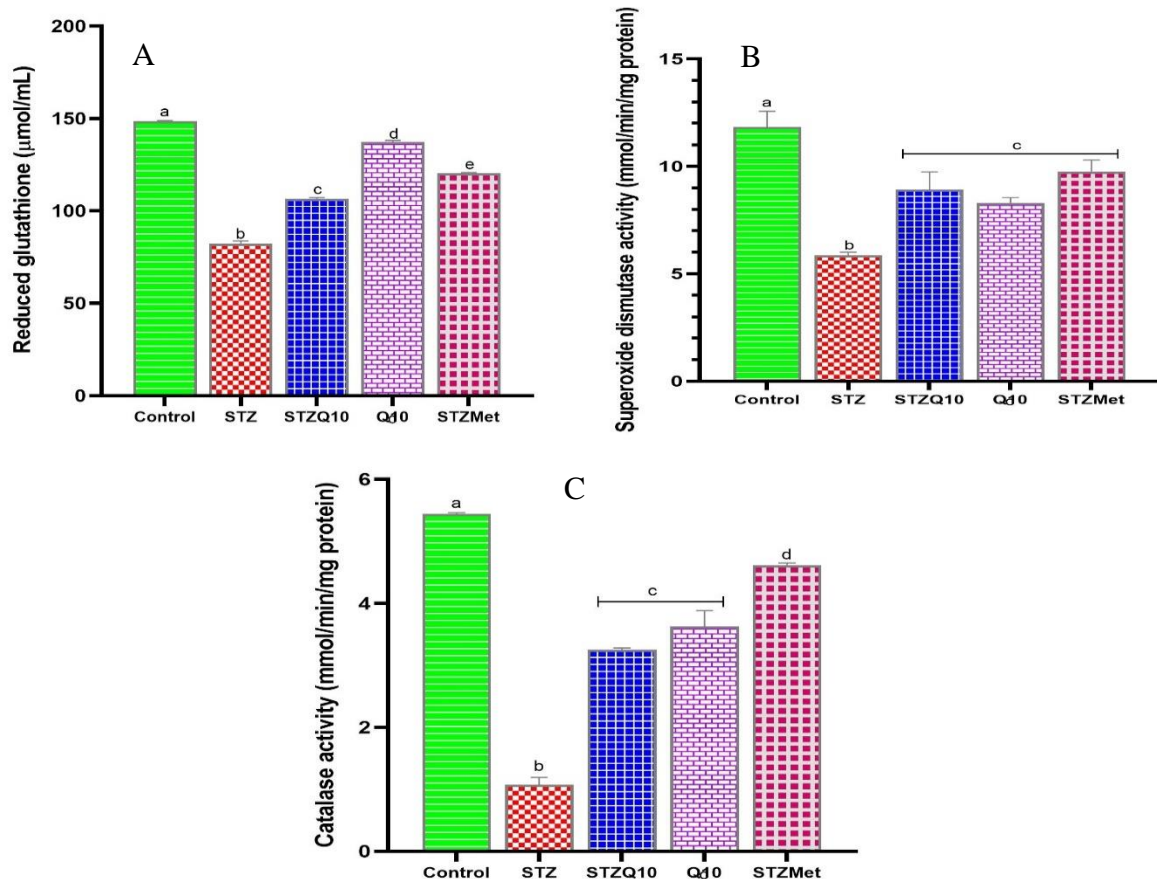 A
Reduced glutathione (μmol/mL)
200
150
100
50
0
a
b
c
d
e
Control STZ STZQ10 Q10 STZMet
B
Superoxide dismutase activity (mmol/min/mg protein)
15
10
5
0
a
b
c
Control STZ STZQ10 Q10 STZMet
C
Catalase activity (mmol/min/mg protein)
6
4
2
0
a
b
c
d
Control STZ STZQ10 Q10 STZMet